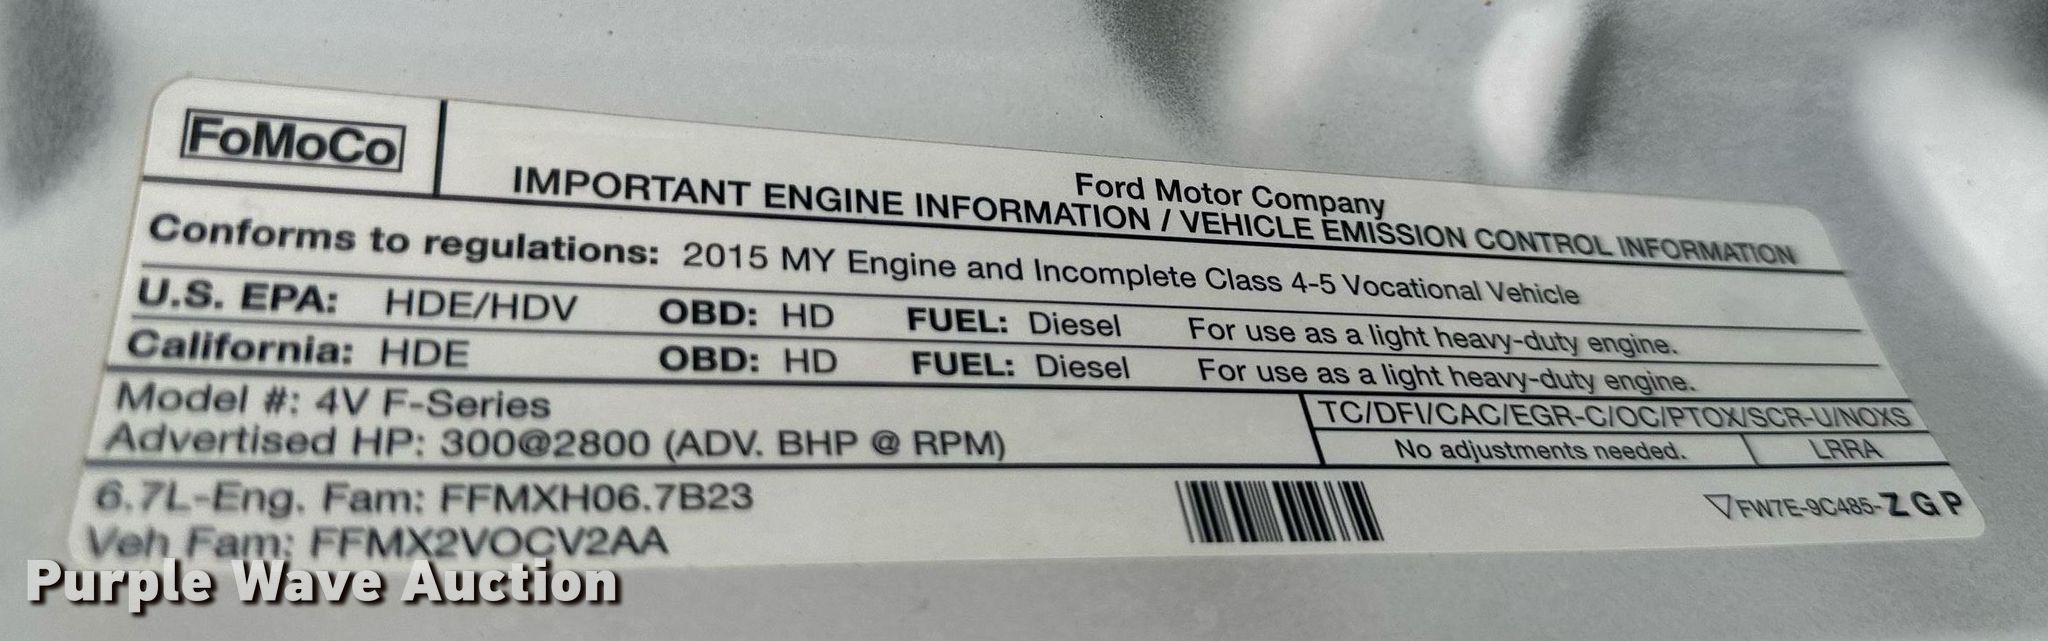 FoMoCo
Ford Motor Company
IMPORTANT ENGINE INFORMATION / VEHICLE EMISSION CONTROL INFORMATION
Conforms to regulations: 2015 MY Engine and Incomplete Class 4-5 Vocational Vehicle
U.S. EPA: HDE/HDV OBD: HD FUEL: Diesel For use as a light heavy-duty engine.
California: HDE OBD: HD FUEL: Diesel For use as a light heavy-duty engine.
Model #: 4V F-Series
Advertised HP: 300@2800 (ADV. BHP @ RPM)
TC/DFI/CAC/EGR-C/OC/PTOX/SCR-U/NOXS
No adjustments needed. LRRA
6.7L-Eng. Fam: FFMXH06.7B23
Veh Fam: FFMX2VOCV2AA
FW7E-9C485-ZGP
Purple Wave Auction